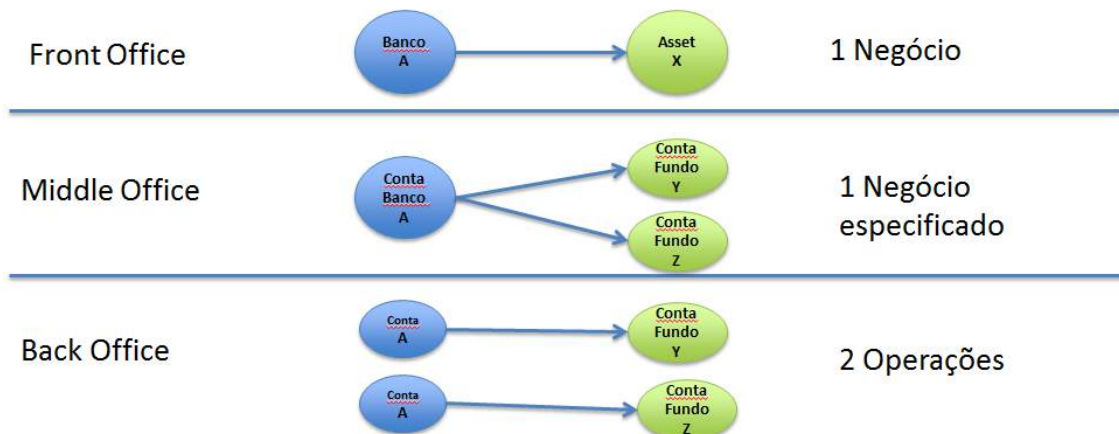 Front Office
Banco
A
Asset
X
1 Negócio
Middle Office
Conta
Banco
A
Conta
Fundo
Y
Conta
Fundo
Z
1 Negócio
especificado
Back Office
Conta
A
Conta
Fundo
Y
Conta
A
Conta
Fundo
Z
2 Operações